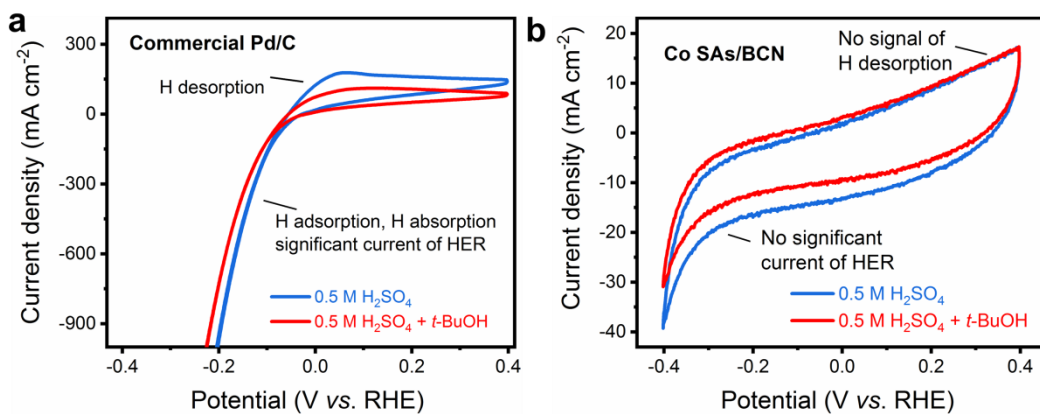 a
Commercial Pd/C
H desorption
H adsorption, H absorption
significant current of HER
0.5 M H₂SO₄
0.5 M H₂SO₄ + t-BuOH
Current density (mA cm⁻²)
300
0
-300
-600
-900
-0.4
-0.2
0.0
0.2
0.4
Potential (V vs. RHE)
b
Co SAs/BCN
No signal of
H desorption
No significant
current of HER
0.5 M H₂SO₄
0.5 M H₂SO₄ + t-BuOH
Current density (mA cm⁻²)
20
10
0
-10
-20
-30
-40
-0.4
-0.2
0.0
0.2
0.4
Potential (V vs. RHE)